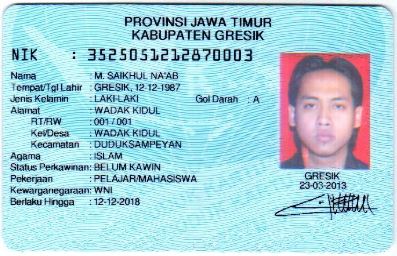 PROVINSI JAWA TIMUR
KABUPATEN GRESIK
NIK : 3525051212870003
Nama : M. SAIKHUL NA'AB
Tempat/Tgl Lahir : GRESIK, 12-12-1987
Jenis Kelamin : LAKI-LAKI Gol Darah : A
Alamat : WADAK KIDUL
RT/RW : 001 / 001
Kel/Desa : WADAK KIDUL
Kecamatan : DUDUKSAMPEYAN
Agama : ISLAM
Status Perkawinan : BELUM KAWIN
Pekerjaan : PELAJAR/MAHASISWA
Kewarganegaraan : WNI
Berlaku Hingga : 12-12-2018
GRESIK
23-03-2013